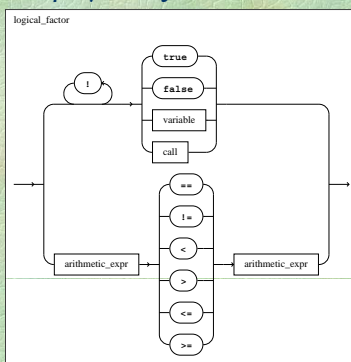 logical_factor
!
true
false
variable
call
==
!=
<
arithmetic_expr > arithmetic_expr
<=
>=